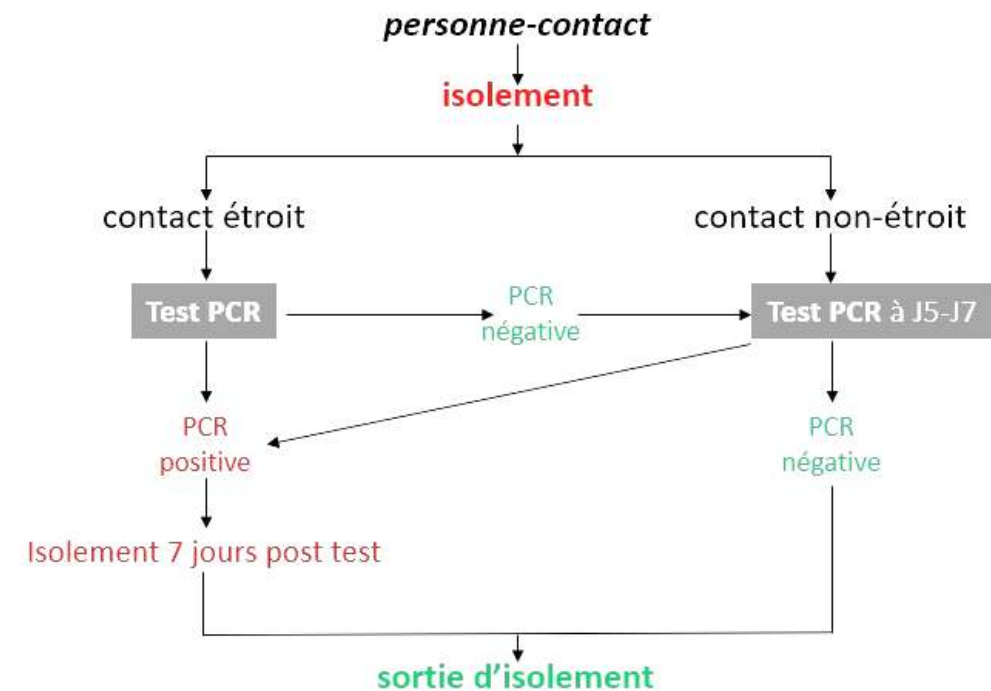 personne-contact
isolement
contact étroit
contact non-étroit
Test PCR
PCR
négative
Test PCR à J5-J7
PCR
positive
PCR
négative
Isolement 7 jours post test
sortie d'isolement